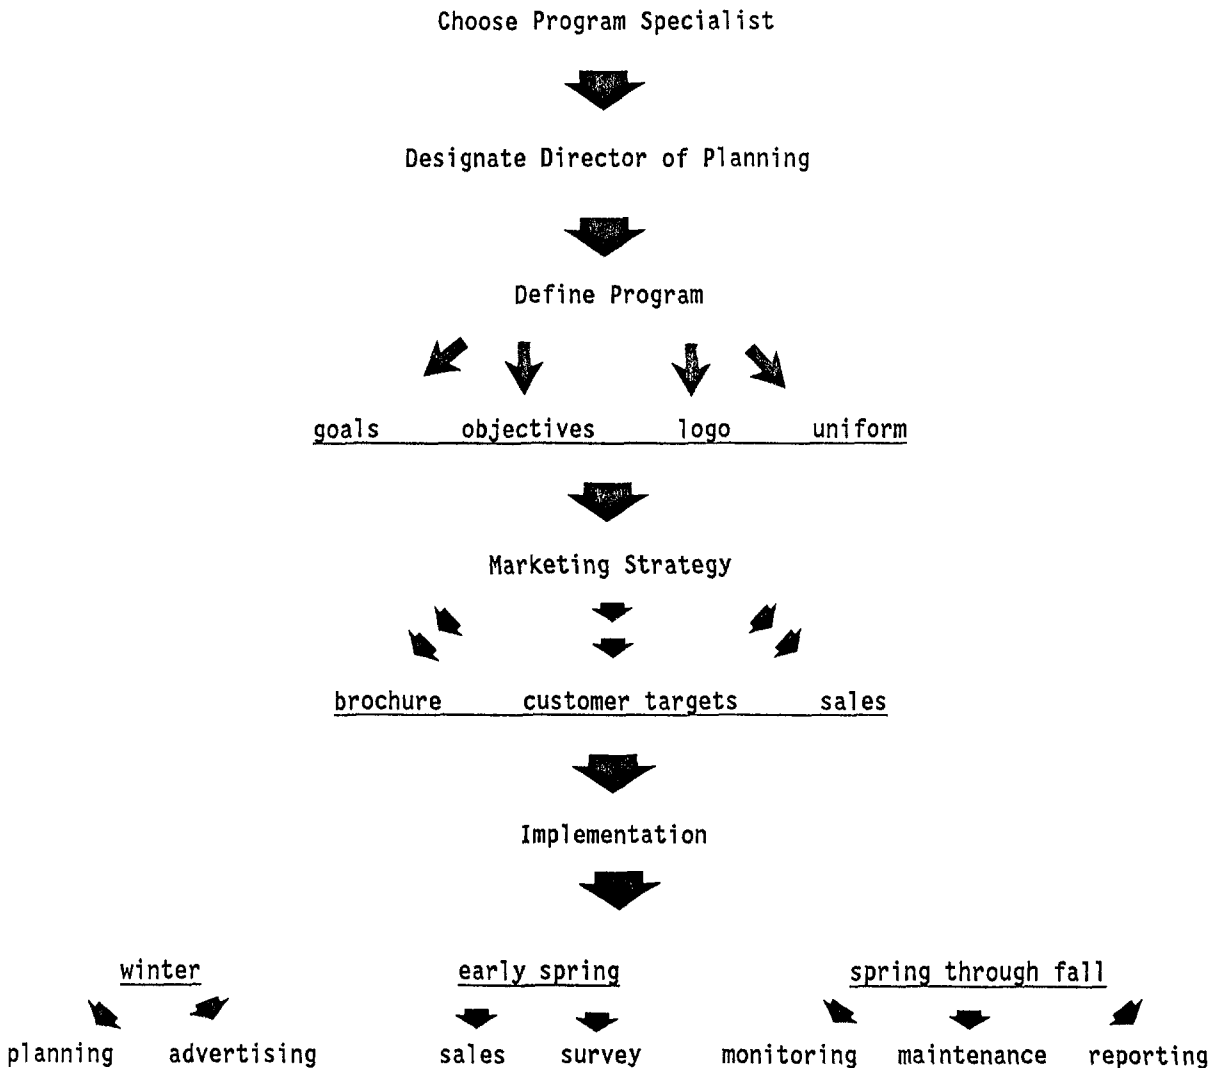 Choose Program Specialist
Designate Director of Planning
Define Program
goals objectives logo uniform
Marketing Strategy
brochure customer targets sales
Implementation
winter early spring spring through fall
planning advertising sales survey monitoring maintenance reporting